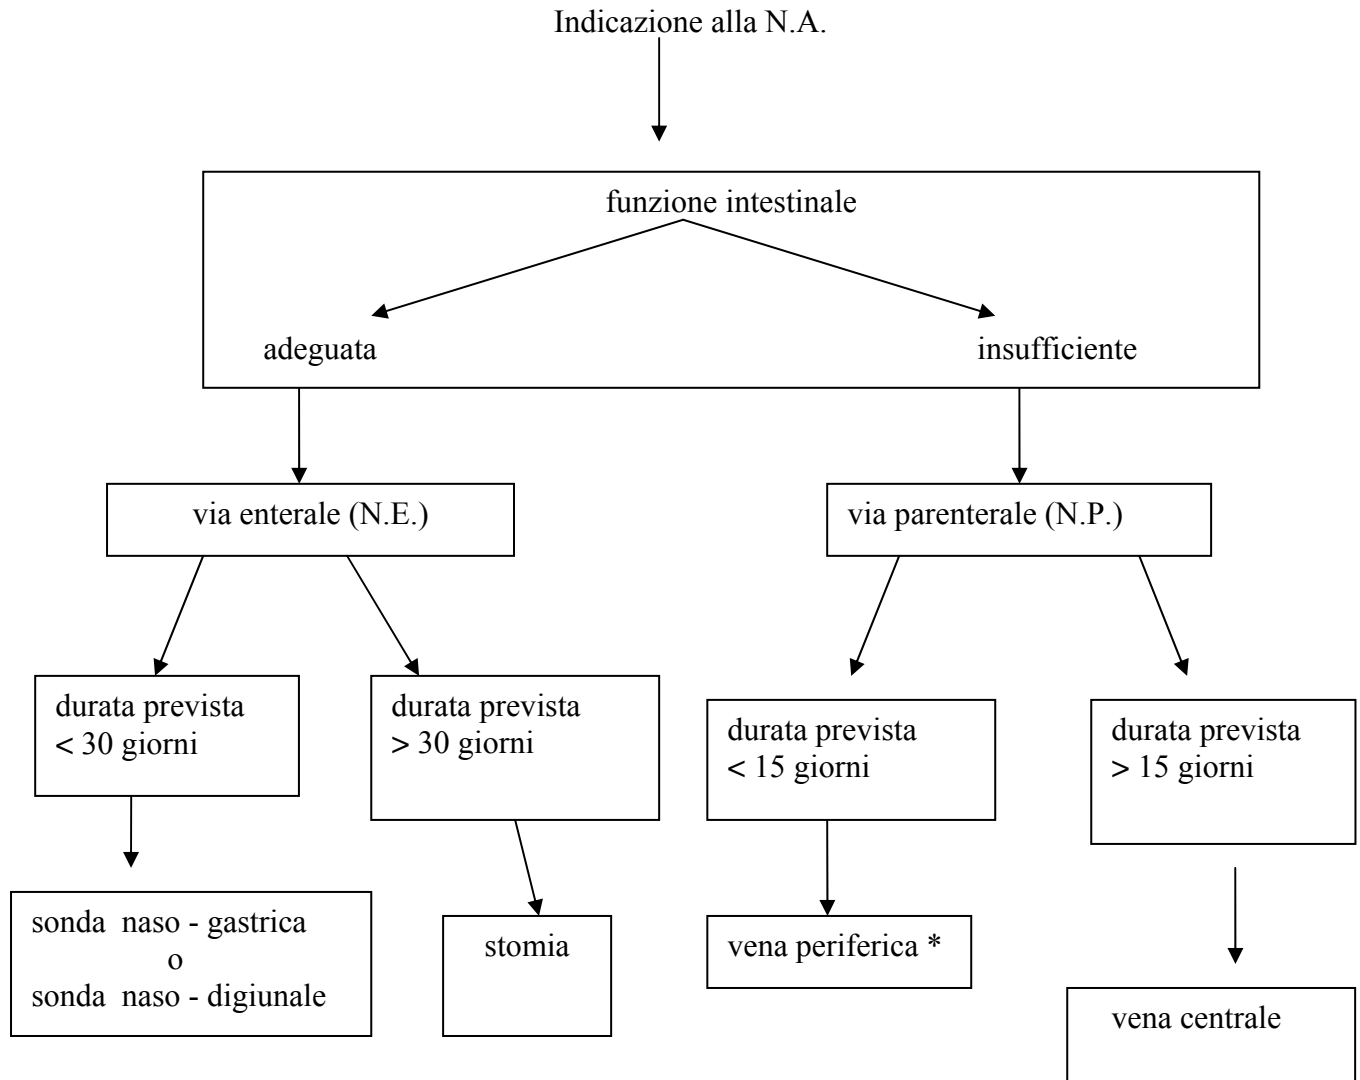 Indicazione alla N.A.
funzione intestinale
adeguata
insufficiente
via enterale (N.E.)
via parenterale (N.P.)
durata prevista
< 30 giorni
durata prevista
> 30 giorni
durata prevista
< 15 giorni
durata prevista
> 15 giorni
sonda naso - gastrica
o
sonda naso - digiunale
stomia
vena periferica *
vena centrale